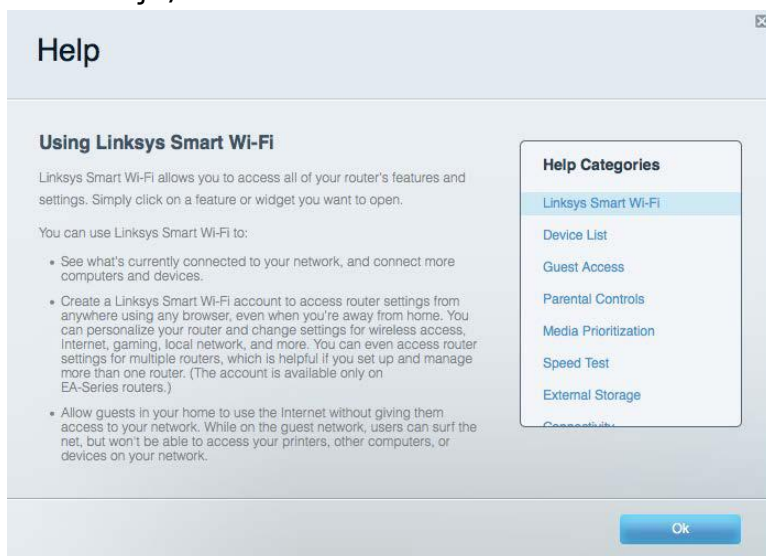 Help
Using Linksys Smart Wi-Fi
Linksys Smart Wi-Fi allows you to access all of your router's features and
settings. Simply click on a feature or widget you want to open.
You can use Linksys Smart Wi-Fi to:
• See what's currently connected to your network, and connect more
computers and devices.
• Create a Linksys Smart Wi-Fi account to access router settings from
anywhere using any browser, even when you're away from home. You
can personalize your router and change settings for wireless access,
Internet, gaming, local network, and more. You can even access router
settings for multiple routers, which is helpful if you set up and manage
more than one router. (The account is available only on
EA-Series routers.)
• Allow guests in your home to use the Internet without giving them
access to your network. While on the guest network, users can surf the
net, but won't be able to access your printers, other computers, or
devices on your network.
Help Categories
Linksys Smart Wi-Fi
Device List
Guest Access
Parental Controls
Media Prioritization
Speed Test
External Storage
Connectivity
Ok